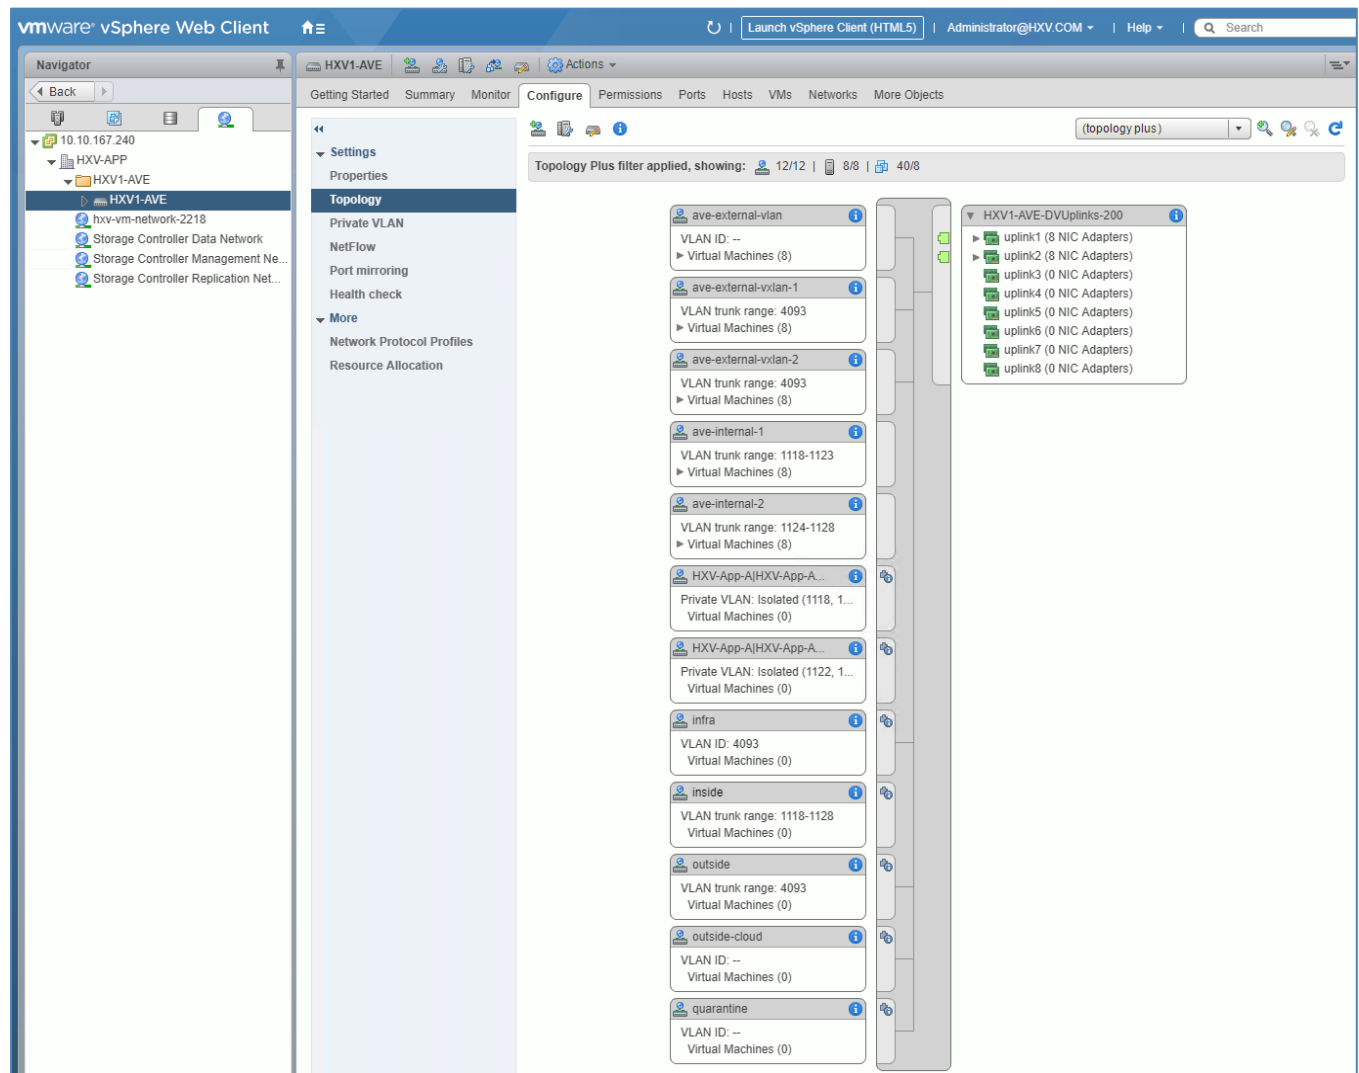 vmware® vSphere Web Client
Launch vSphere Client (HTML5)
Administrator@HXV.COM
Help
Search
Navigator
Back
10.10.167.240
HXV-APP
HXV1-AVE
HXV1-AVE
hxv-vm-network-2218
Storage Controller Data Network
Storage Controller Management Ne...
Storage Controller Replication Net...
HXV1-AVE
Actions
Getting Started
Summary
Monitor
Configure
Permissions
Ports
Hosts
VMs
Networks
More Objects
Settings
Properties
Topology
Private VLAN
NetFlow
Port mirroring
Health check
More
Network Protocol Profiles
Resource Allocation
(topology plus)
Topology Plus filter applied, showing: 12/12 | 8/8 | 40/8
ave-external-vlan
VLAN ID: --
Virtual Machines (8)
ave-external-vxlan-1
VLAN trunk range: 4093
Virtual Machines (8)
ave-external-vxlan-2
VLAN trunk range: 4093
Virtual Machines (8)
ave-internal-1
VLAN trunk range: 1118-1123
Virtual Machines (8)
ave-internal-2
VLAN trunk range: 1124-1128
Virtual Machines (8)
HXV-App-A|HXV-App-A...
Private VLAN: Isolated (1118, 1...
Virtual Machines (0)
HXV-App-A|HXV-App-A...
Private VLAN: Isolated (1122, 1...
Virtual Machines (0)
infra
VLAN ID: 4093
Virtual Machines (0)
inside
VLAN trunk range: 1118-1128
Virtual Machines (0)
outside
VLAN trunk range: 4093
Virtual Machines (0)
outside-cloud
VLAN ID: --
Virtual Machines (0)
quarantine
VLAN ID: --
Virtual Machines (0)
HXV1-AVE-DVUplinks-200
uplink1 (8 NIC Adapters)
uplink2 (8 NIC Adapters)
uplink3 (0 NIC Adapters)
uplink4 (0 NIC Adapters)
uplink5 (0 NIC Adapters)
uplink6 (0 NIC Adapters)
uplink7 (0 NIC Adapters)
uplink8 (0 NIC Adapters)